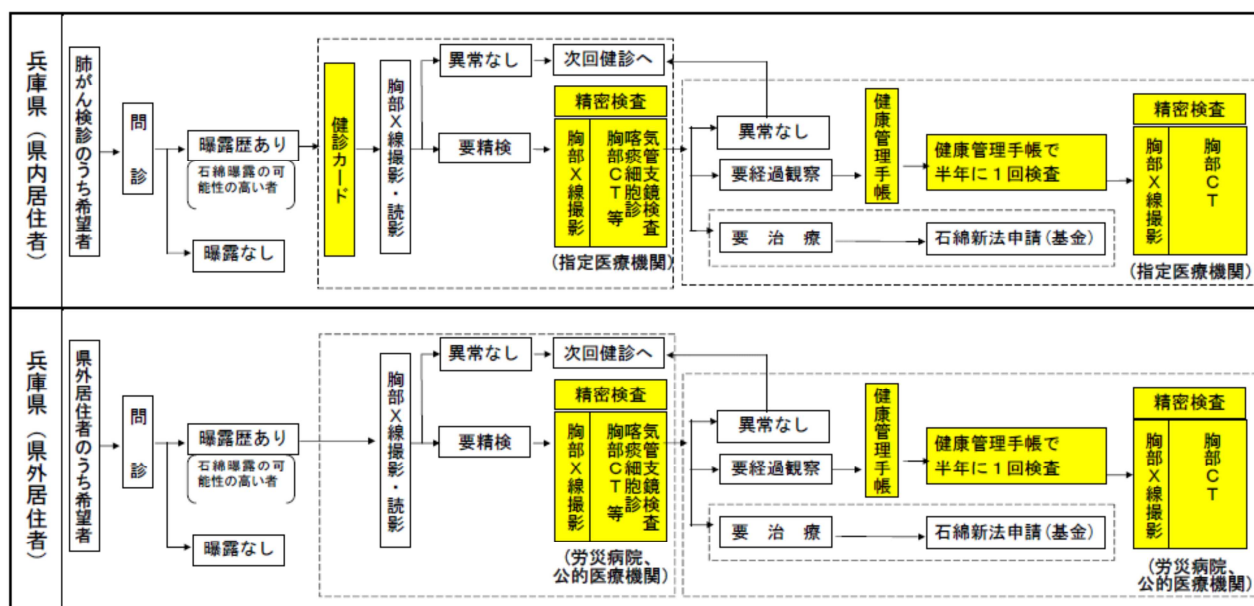 兵庫県（県内居住者）
肺がん検診のうち希望者
問診
曝露歴あり
石綿曝露の可
能性の高い者
曝露なし
健診カード
胸部X線撮影・読影
異常なし
次回健診へ
要精検
精密検査
胸部X線撮影
気管支鏡検査
喀痰細胞診
胸部CT 等
(指定医療機関)
異常なし
要経過観察
要治療
健康管理手帳
健康管理手帳で
半年に1回検査
石綿新法申請(基金)
精密検査
胸部X線撮影
胸部CT
(指定医療機関)
兵庫県（県外居住者）
県外居住者のうち希望者
問診
曝露歴あり
石綿曝露の可
能性の高い者
曝露なし
胸部X線撮影・読影
異常なし
次回健診へ
要精検
精密検査
胸部X線撮影
気管支鏡検査
喀痰細胞診
胸部CT 等
(労災病院、
公的医療機関)
異常なし
要経過観察
要治療
健康管理手帳
健康管理手帳で
半年に1回検査
石綿新法申請(基金)
精密検査
胸部X線撮影
胸部CT
(労災病院、
公的医療機関)